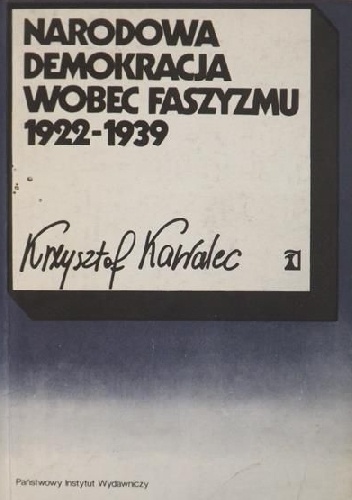 NARODOWA
DEMOKRACJA
WOBEC FASZYZMU
1922-1939
Krzysztof Kawalec
Państwowy Instytut Wydawniczy